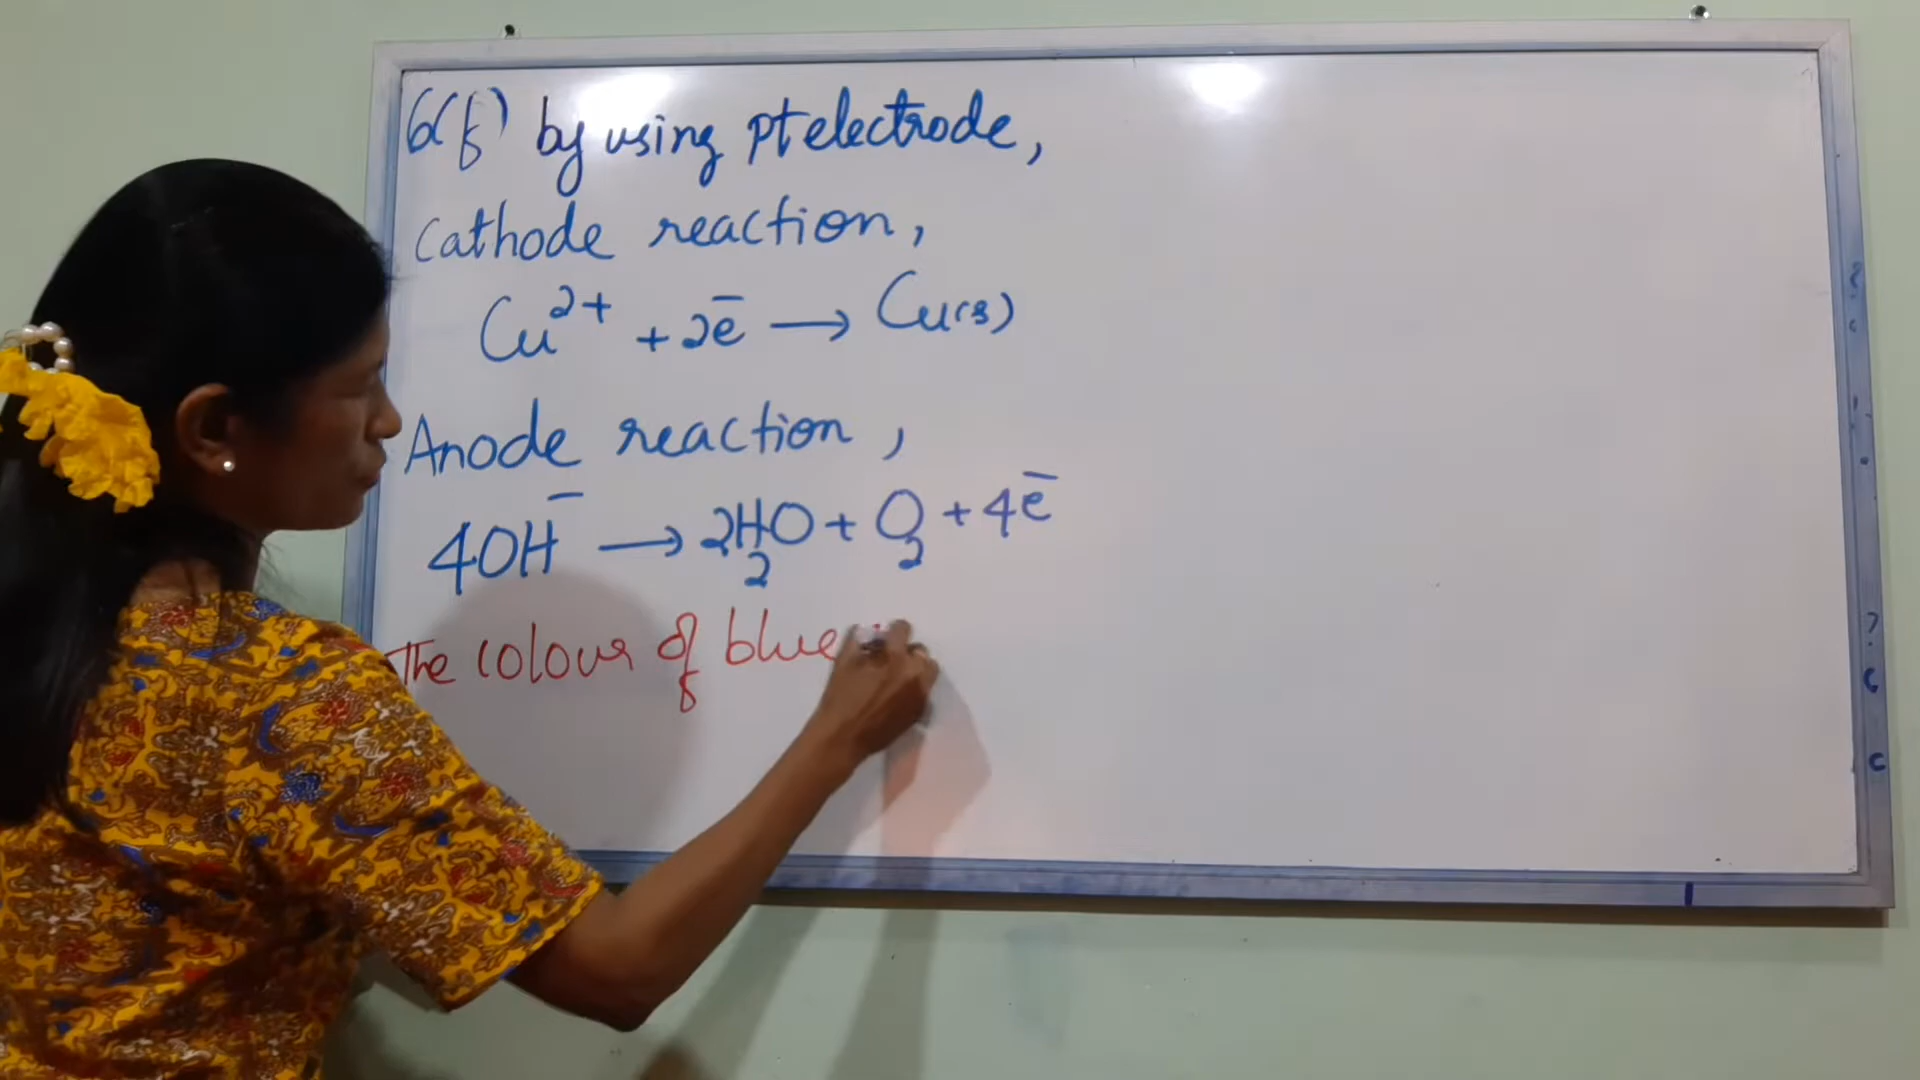 6(f) by using pt electrode,
Cathode reaction,
Cu²⁺ + 2e⁻ → Cu(s)
Anode reaction,
4OH⁻ → 2H₂O + O₂ + 4e⁻
The colour of blue